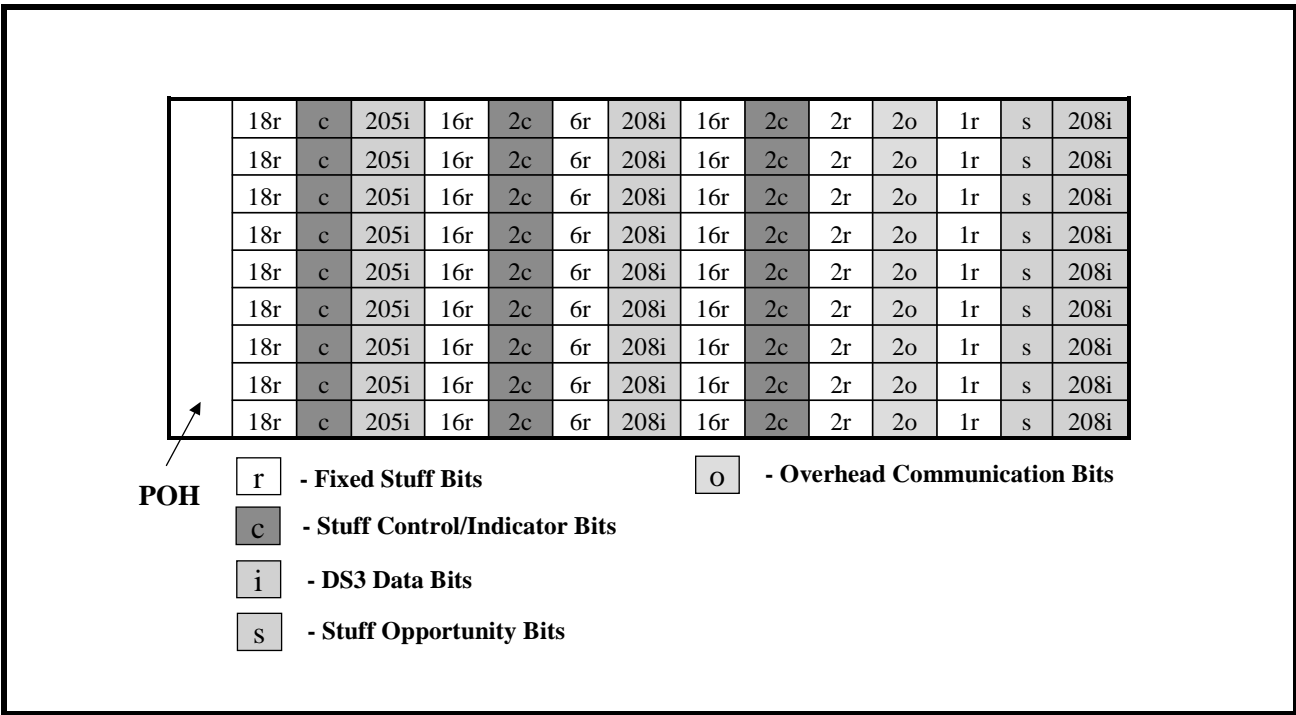 18r c 205i 16r 2c 6r 208i 16r 2c 2r 2o 1r s 208i
18r c 205i 16r 2c 6r 208i 16r 2c 2r 2o 1r s 208i
18r c 205i 16r 2c 6r 208i 16r 2c 2r 2o 1r s 208i
18r c 205i 16r 2c 6r 208i 16r 2c 2r 2o 1r s 208i
18r c 205i 16r 2c 6r 208i 16r 2c 2r 2o 1r s 208i
18r c 205i 16r 2c 6r 208i 16r 2c 2r 2o 1r s 208i
18r c 205i 16r 2c 6r 208i 16r 2c 2r 2o 1r s 208i
18r c 205i 16r 2c 6r 208i 16r 2c 2r 2o 1r s 208i
18r c 205i 16r 2c 6r 208i 16r 2c 2r 2o 1r s 208i
POH
r - Fixed Stuff Bits
o - Overhead Communication Bits
c - Stuff Control/Indicator Bits
i - DS3 Data Bits
s - Stuff Opportunity Bits